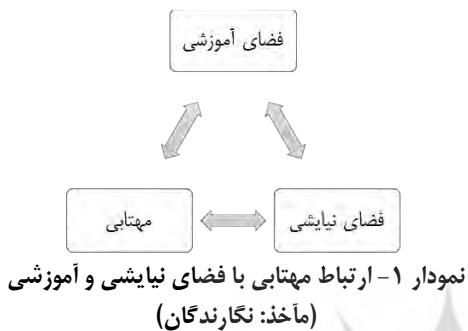 فضای آموزشی
فضای نیایشی
مهتابی
نمودار ۱- ارتباط مهتابی با فضای نیایشی و آموزشی
(مآخذ: نگارندگان)